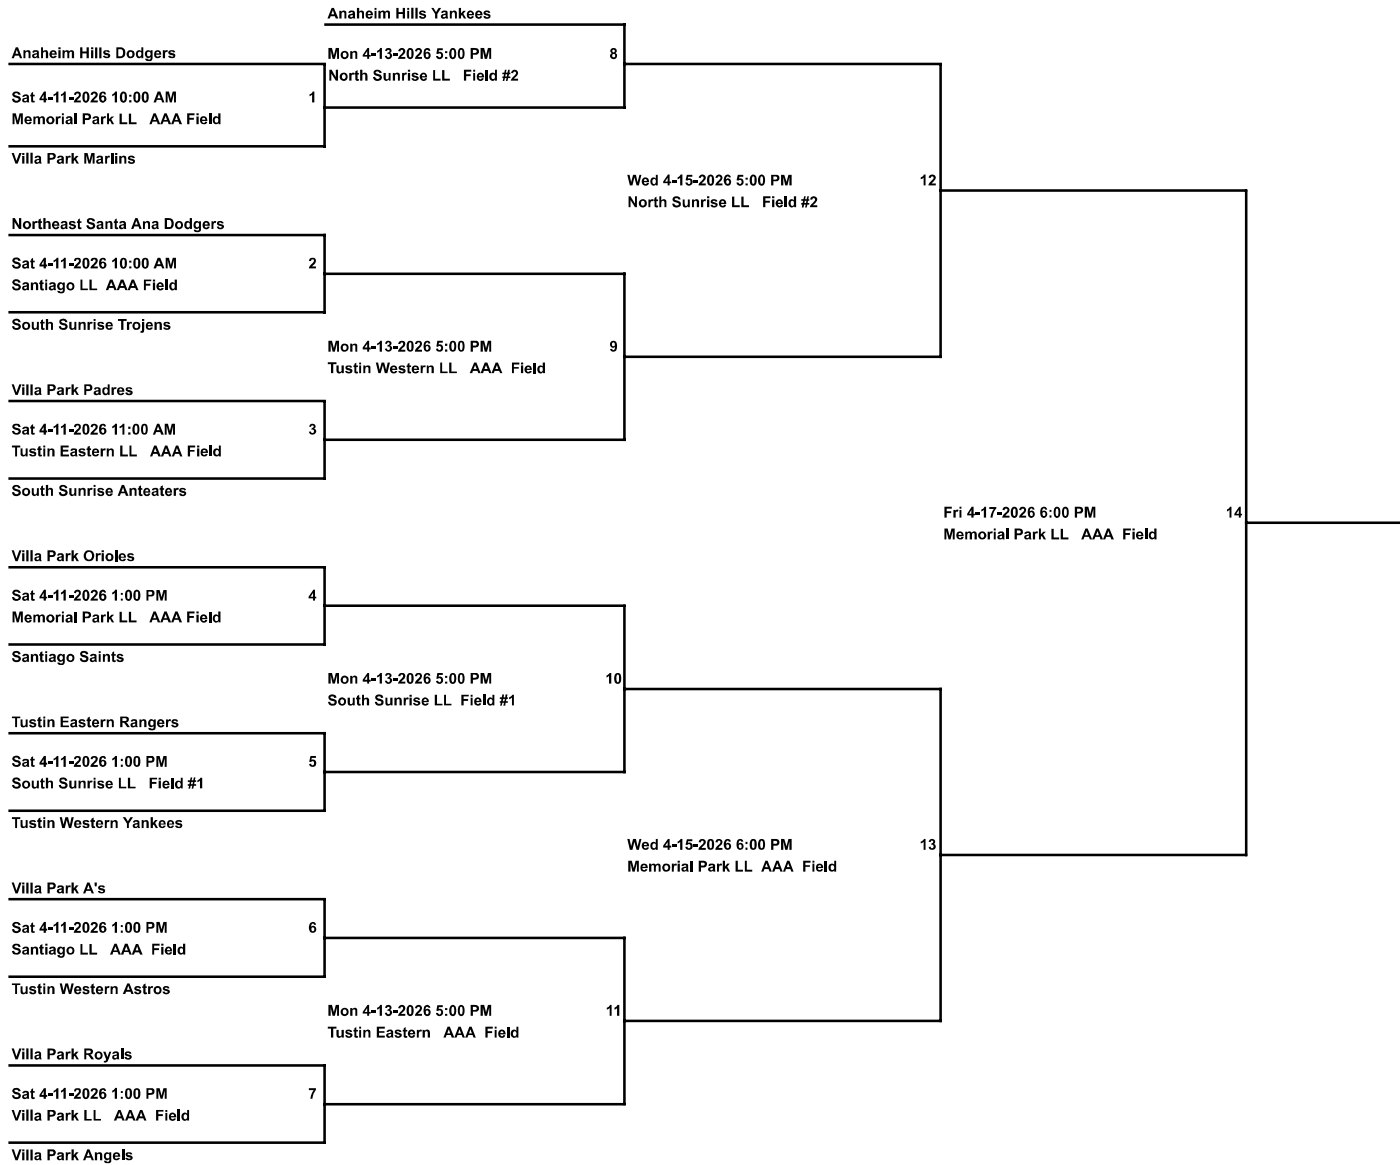 Anaheim Hills Yankees
Anaheim Hills Dodgers
Mon 4-13-2026 5:00 PM 8
North Sunrise LL Field #2
Sat 4-11-2026 10:00 AM 1
Memorial Park LL AAA Field
Villa Park Marlins
Wed 4-15-2026 5:00 PM 12
North Sunrise LL Field #2
Northeast Santa Ana Dodgers
Sat 4-11-2026 10:00 AM 2
Santiago LL AAA Field
South Sunrise Trojens
Mon 4-13-2026 5:00 PM 9
Tustin Western LL AAA Field
Villa Park Padres
Sat 4-11-2026 11:00 AM 3
Tustin Eastern LL AAA Field
South Sunrise Anteaters
Fri 4-17-2026 6:00 PM 14
Memorial Park LL AAA Field
Villa Park Orioles
Sat 4-11-2026 1:00 PM 4
Memorial Park LL AAA Field
Santiago Saints
Mon 4-13-2026 5:00 PM 10
South Sunrise LL Field #1
Tustin Eastern Rangers
Sat 4-11-2026 1:00 PM 5
South Sunrise LL Field #1
Tustin Western Yankees
Wed 4-15-2026 6:00 PM 13
Memorial Park LL AAA Field
Villa Park A's
Sat 4-11-2026 1:00 PM 6
Santiago LL AAA Field
Tustin Western Astros
Mon 4-13-2026 5:00 PM 11
Tustin Eastern AAA Field
Villa Park Royals
Sat 4-11-2026 1:00 PM 7
Villa Park LL AAA Field
Villa Park Angels